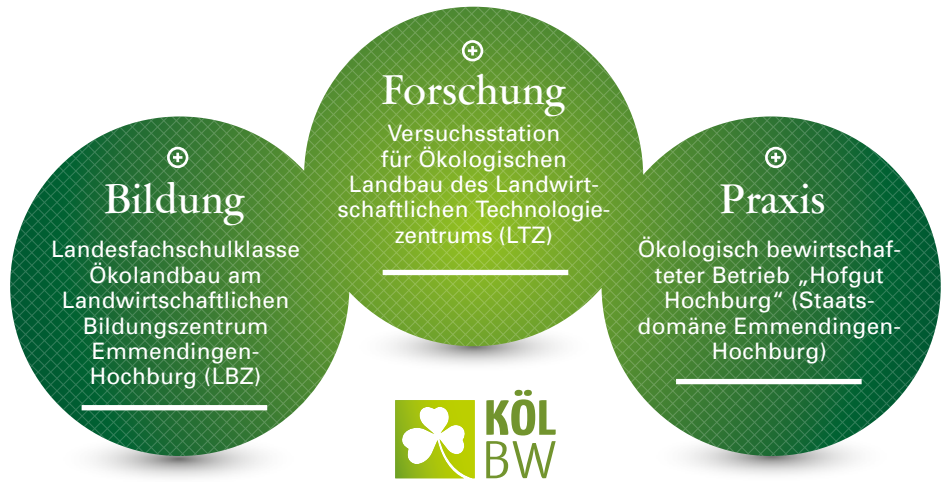 Bildung
Landesfachschulklasse
Ökolandbau am
Landwirtschaftlichen
Bildungszentrum
Emmendingen-
Hochburg (LBZ)
Forschung
Versuchsstation
für Ökologischen
Landbau des Landwirt-
schaftlichen Technologie-
zentrums (LTZ)
Praxis
Ökologisch bewirtschaf-
teter Betrieb „Hofgut
Hochburg“ (Staats-
domäne Emmendingen-
Hochburg)
KÖL
BW